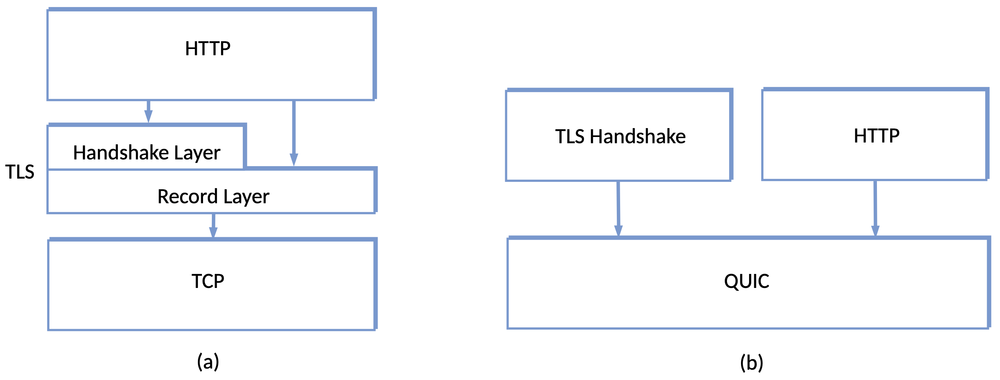 HTTP
Handshake Layer
TLS
Record Layer
TCP
(a)
TLS Handshake
HTTP
QUIC
(b)